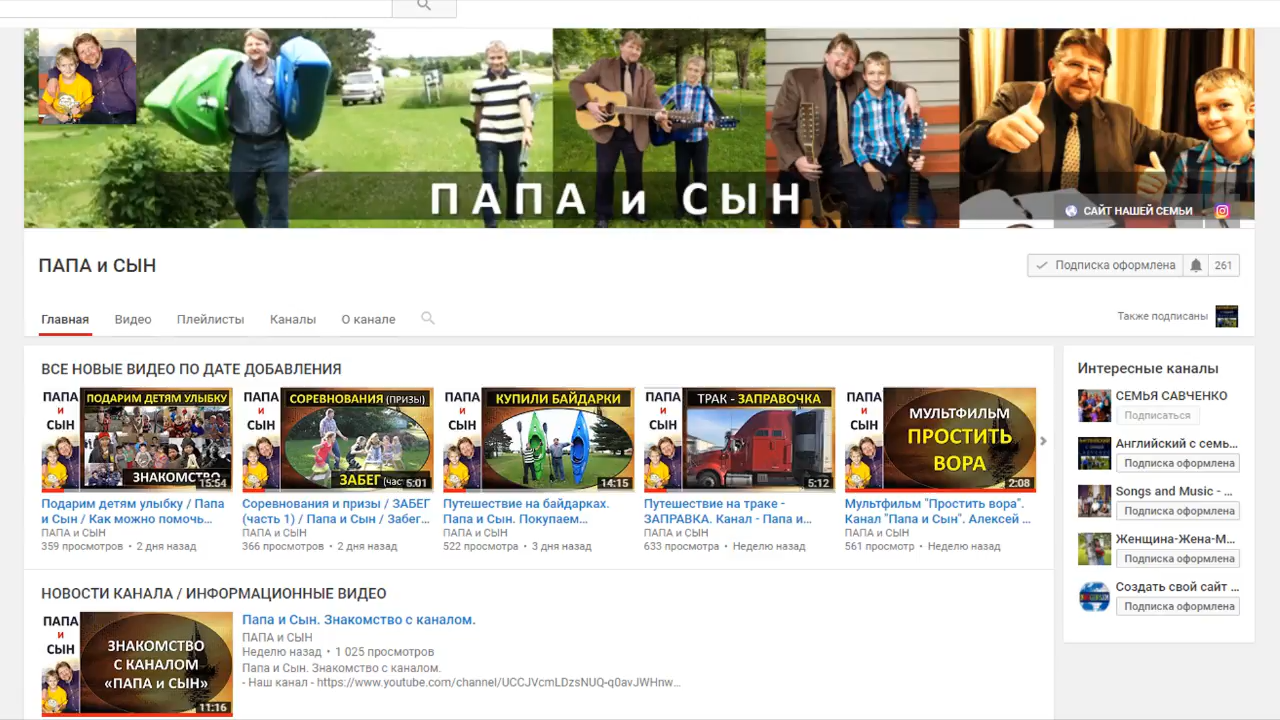 ПАПА и СЫН
САЙТ НАШЕЙ СЕМЬИ
ПАПА и СЫН
Подписка оформлена 261
Главная Видео Плейлисты Каналы О канале
Также подписаны
ВСЕ НОВЫЕ ВИДЕО ПО ДАТЕ ДОБАВЛЕНИЯ
ПАПА
и
СЫН
ПОДАРИМ ДЕТЯМ УЛЫБКУ
ЗНАКОМСТВО
15:54
Подарим детям улыбку / Папа
и Сын / Как можно помочь...
ПАПА и СЫН
359 просмотров • 2 дня назад
ПАПА
и
СЫН
СОРЕВНОВАНИЯ (ПРИЗЫ)
ЗАБЕГ (час
5:01
Соревнования и призы / ЗАБЕГ
(часть 1) / Папа и Сын / Забег...
ПАПА и СЫН
366 просмотров • 2 дня назад
ПАПА
и
СЫН
КУПИЛИ БАЙДАРКИ
14:15
Путешествие на байдарках.
Папа и Сын. Покупаем...
ПАПА и СЫН
522 просмотра • 3 дня назад
ПАПА
и
СЫН
ТРАК - ЗАПРАВОЧКА
5:12
Путешествие на траке -
ЗАПРАВКА. Канал - Папа и...
ПАПА и СЫН
633 просмотра • Неделю назад
ПАПА
и
СЫН
МУЛЬТФИЛЬМ
ПРОСТИТЬ
ВОРА
2:08
Мультфильм "Простить вора".
Канал "Папа и Сын". Алексей ...
ПАПА и СЫН
561 просмотр • Неделю назад
НОВОСТИ КАНАЛА / ИНФОРМАЦИОННЫЕ ВИДЕО
ПАПА
и
СЫН
ЗНАКОМСТВО
С КАНАЛОМ
«ПАПА и СЫН»
11:16
Папа и Сын. Знакомство с каналом.
ПАПА и СЫН
Неделю назад • 1 025 просмотров
Папа и Сын. Знакомство с каналом.
- Наш канал - https://www.youtube.com/channel/UCCJVcmLDzsNUQ-q0avJWHnw...
Интересные каналы
СЕМЬЯ САВЧЕНКО
Подписаться
Английский с семь...
Подписка оформлена
Songs and Music - ...
Подписка оформлена
Женщина-Жена-М...
Подписка оформлена
Создать свой сайт ...
Подписка оформлена